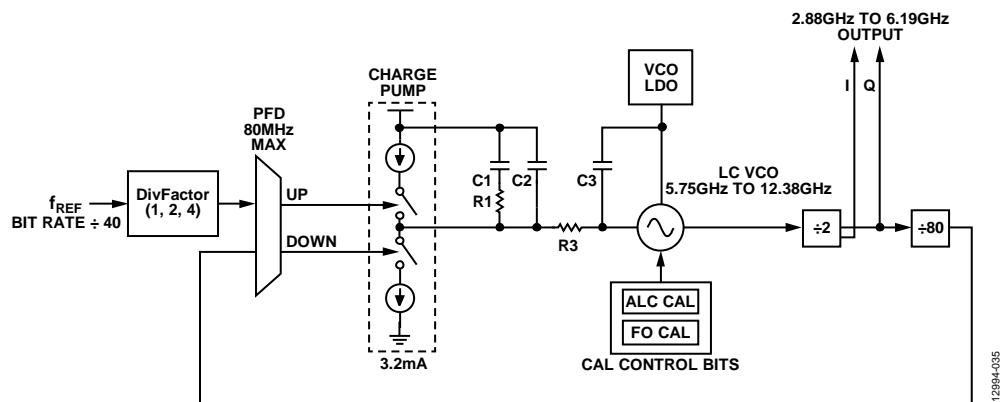 2.88GHz TO 6.19GHz
OUTPUT
I Q
VCO
LDO
CHARGE
PUMP
PFD
80MHz
MAX
LC VCO
5.75GHz TO 12.38GHz
C1
C2
C3
R1
R3
fREF
BIT RATE ÷ 40
DivFactor
(1, 2, 4)
UP
DOWN
÷2
÷80
ALC CAL
FO CAL
CAL CONTROL BITS
3.2mA
12994-035